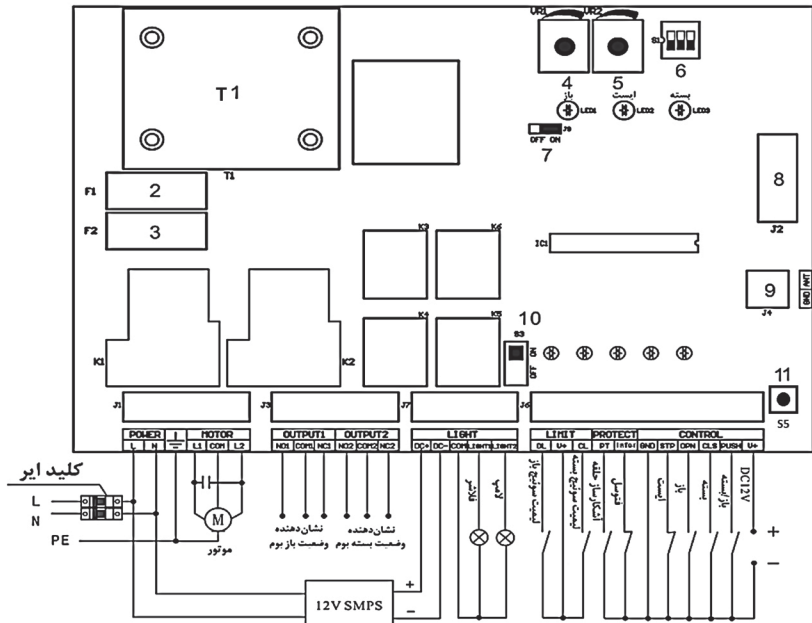 VR1
VR2
S1
4
5
6
باز
ایست
بسته
LED1
LED2
LED3
J9
OFF ON
7
T1
T1
F1
2
F2
3
8
J2
IC1
K3
K6
9
J4
GND
ANT
K1
K2
K4
K5
10
S3
ON
OFF
11
S5
J1
J3
J7
J6
POWER
MOTOR
OUTPUT1
OUTPUT2
LIGHT
LIMIT
PROTECT
CONTROL
L
N
L1
COM
L2
NO1
COM1
NC1
NO2
COM2
NC2
DC+
DC-
COM
LIGHT1
LIGHT2
OL
V+
CL
PT
GND
STP
OPN
CLS
PUSH
V+
کلید ایر
L
N
PE
M
موتور
نشان‌دهنده
وضعیت باز بوم
نشان‌دهنده
وضعیت بسته بوم
فلاشر
لامپ
لیمیت سوئیچ باز
لیمیت سوئیچ بسته
آشکارساز حلقه
فتوسل
ایست
باز
بسته
باز/بسته
DC12V
+
−
+
−
12V SMPS